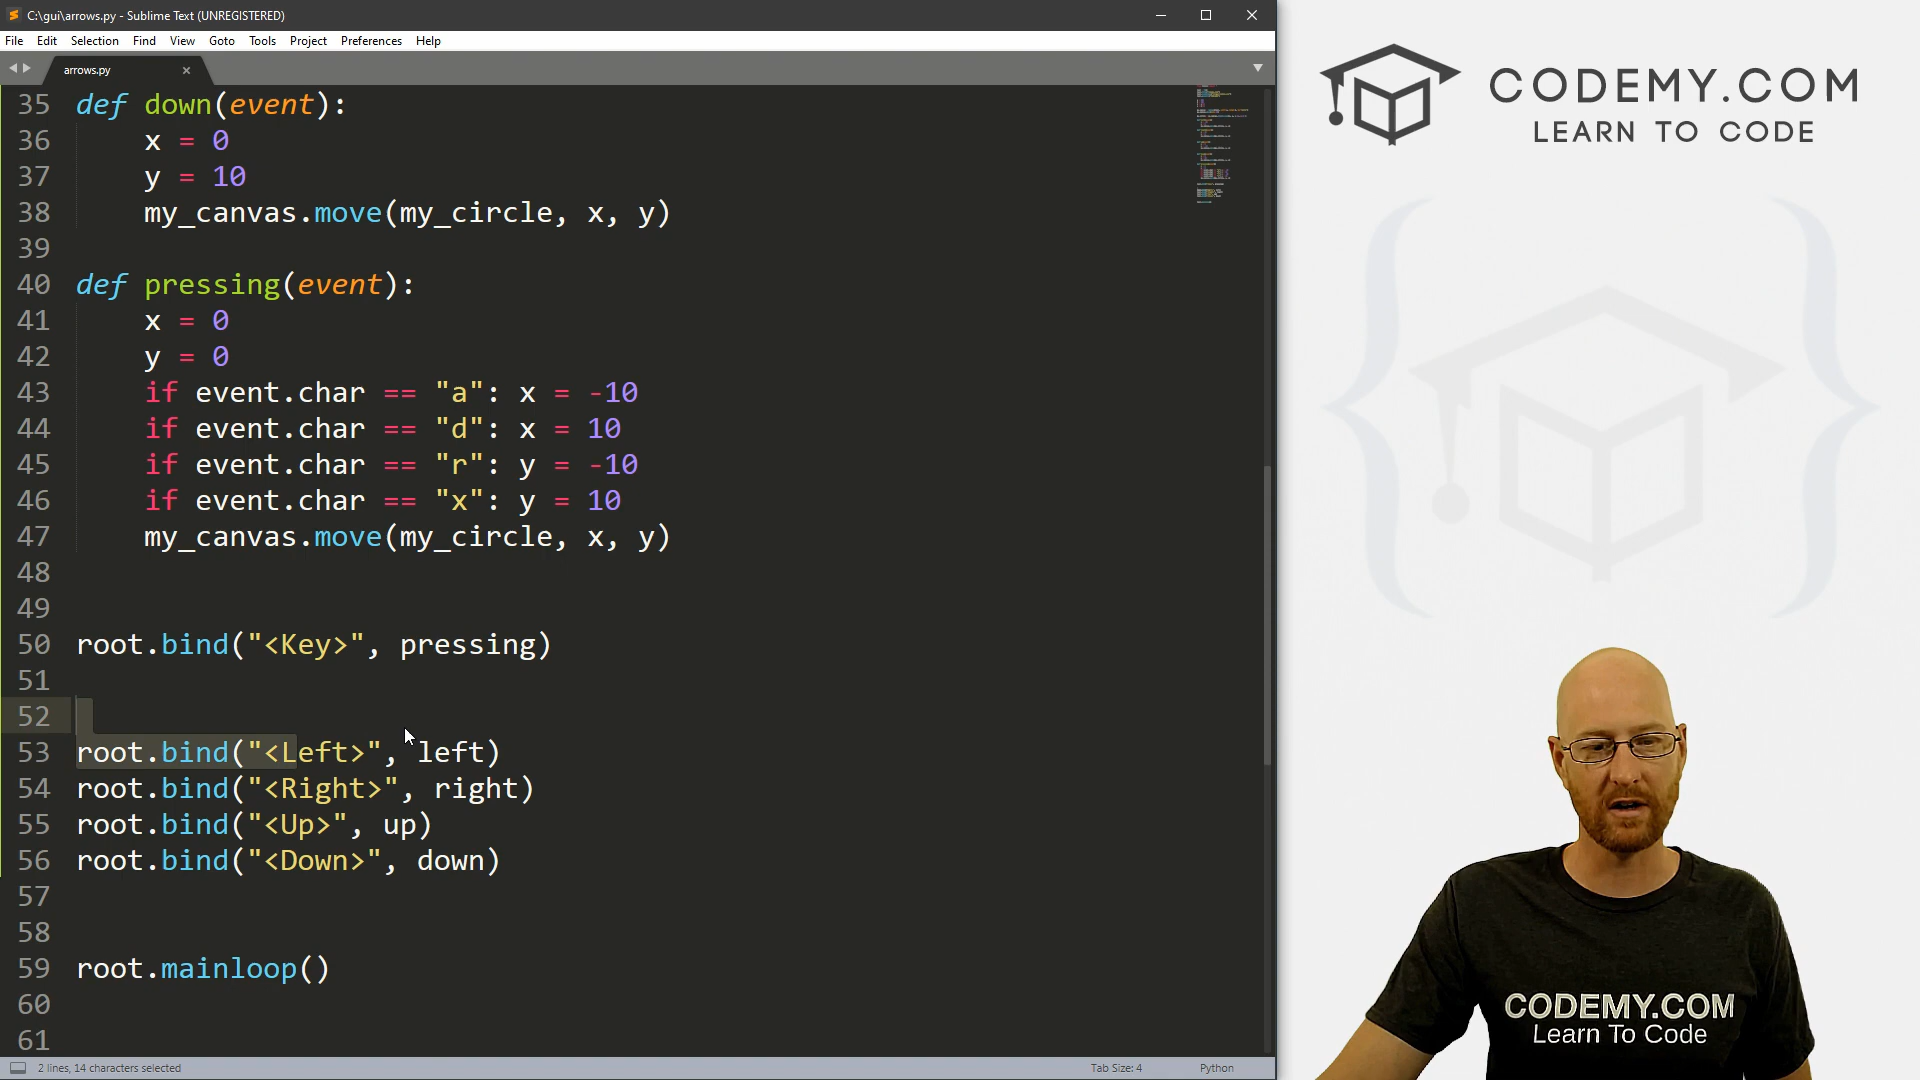 C:\gui\arrows.py - Sublime Text (UNREGISTERED)
File Edit Selection Find View Goto Tools Project Preferences Help
arrows.py
35 def down(event):
36 x = 0
37 y = 10
38 my_canvas.move(my_circle, x, y)
39
40 def pressing(event):
41 x = 0
42 y = 0
43 if event.char == "a": x = -10
44 if event.char == "d": x = 10
45 if event.char == "r": y = -10
46 if event.char == "x": y = 10
47 my_canvas.move(my_circle, x, y)
48
49
50 root.bind("<Key>", pressing)
51
52
53 root.bind("<Left>", left)
54 root.bind("<Right>", right)
55 root.bind("<Up>", up)
56 root.bind("<Down>", down)
57
58
59 root.mainloop()
60
61
2 lines, 14 characters selected
Tab Size: 4
Python
CODEMY.COM
LEARN TO CODE
CODEMY.COM
Learn To Code